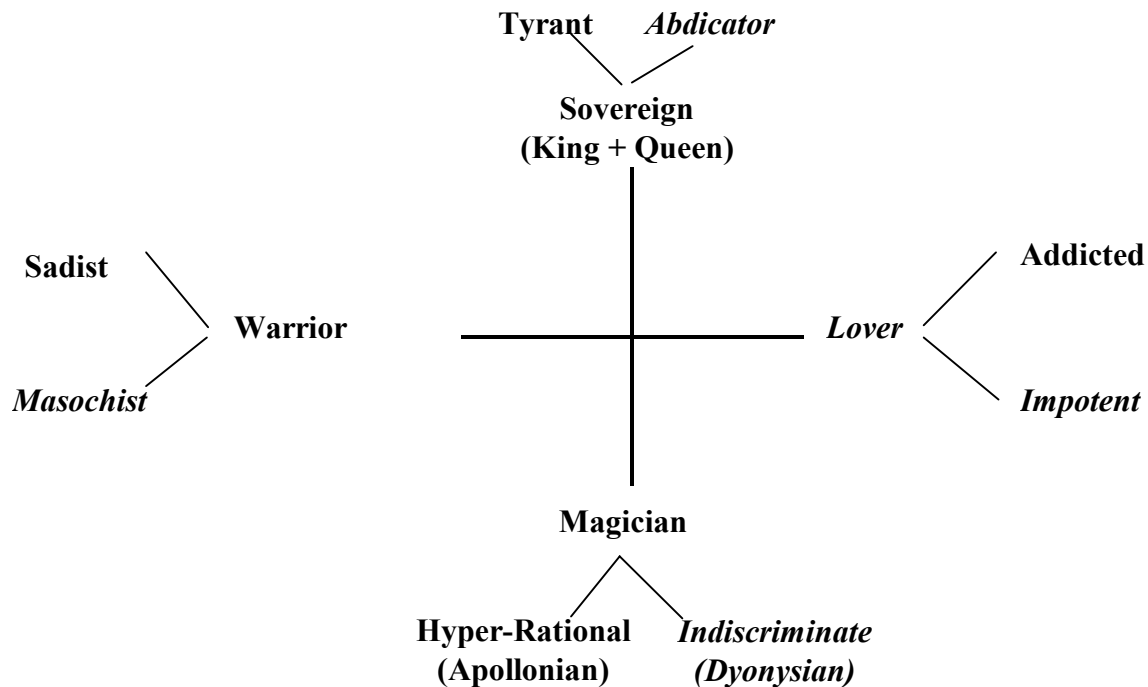 Tyrant Abdicator
Sovereign
(King + Queen)
Sadist
Addicted
Warrior
Lover
Masochist
Impotent
Magician
Hyper-Rational
(Apollonian)
Indiscriminate
(Dyonysian)